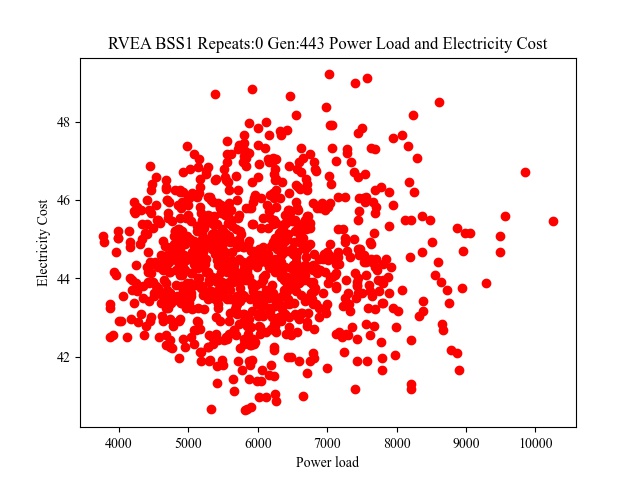 RVEA BSS1 Repeats:0 Gen:443 Power Load and Electricity Cost
Electricity Cost
48
46
44
42
4000 5000 6000 7000 8000 9000 10000
Power load